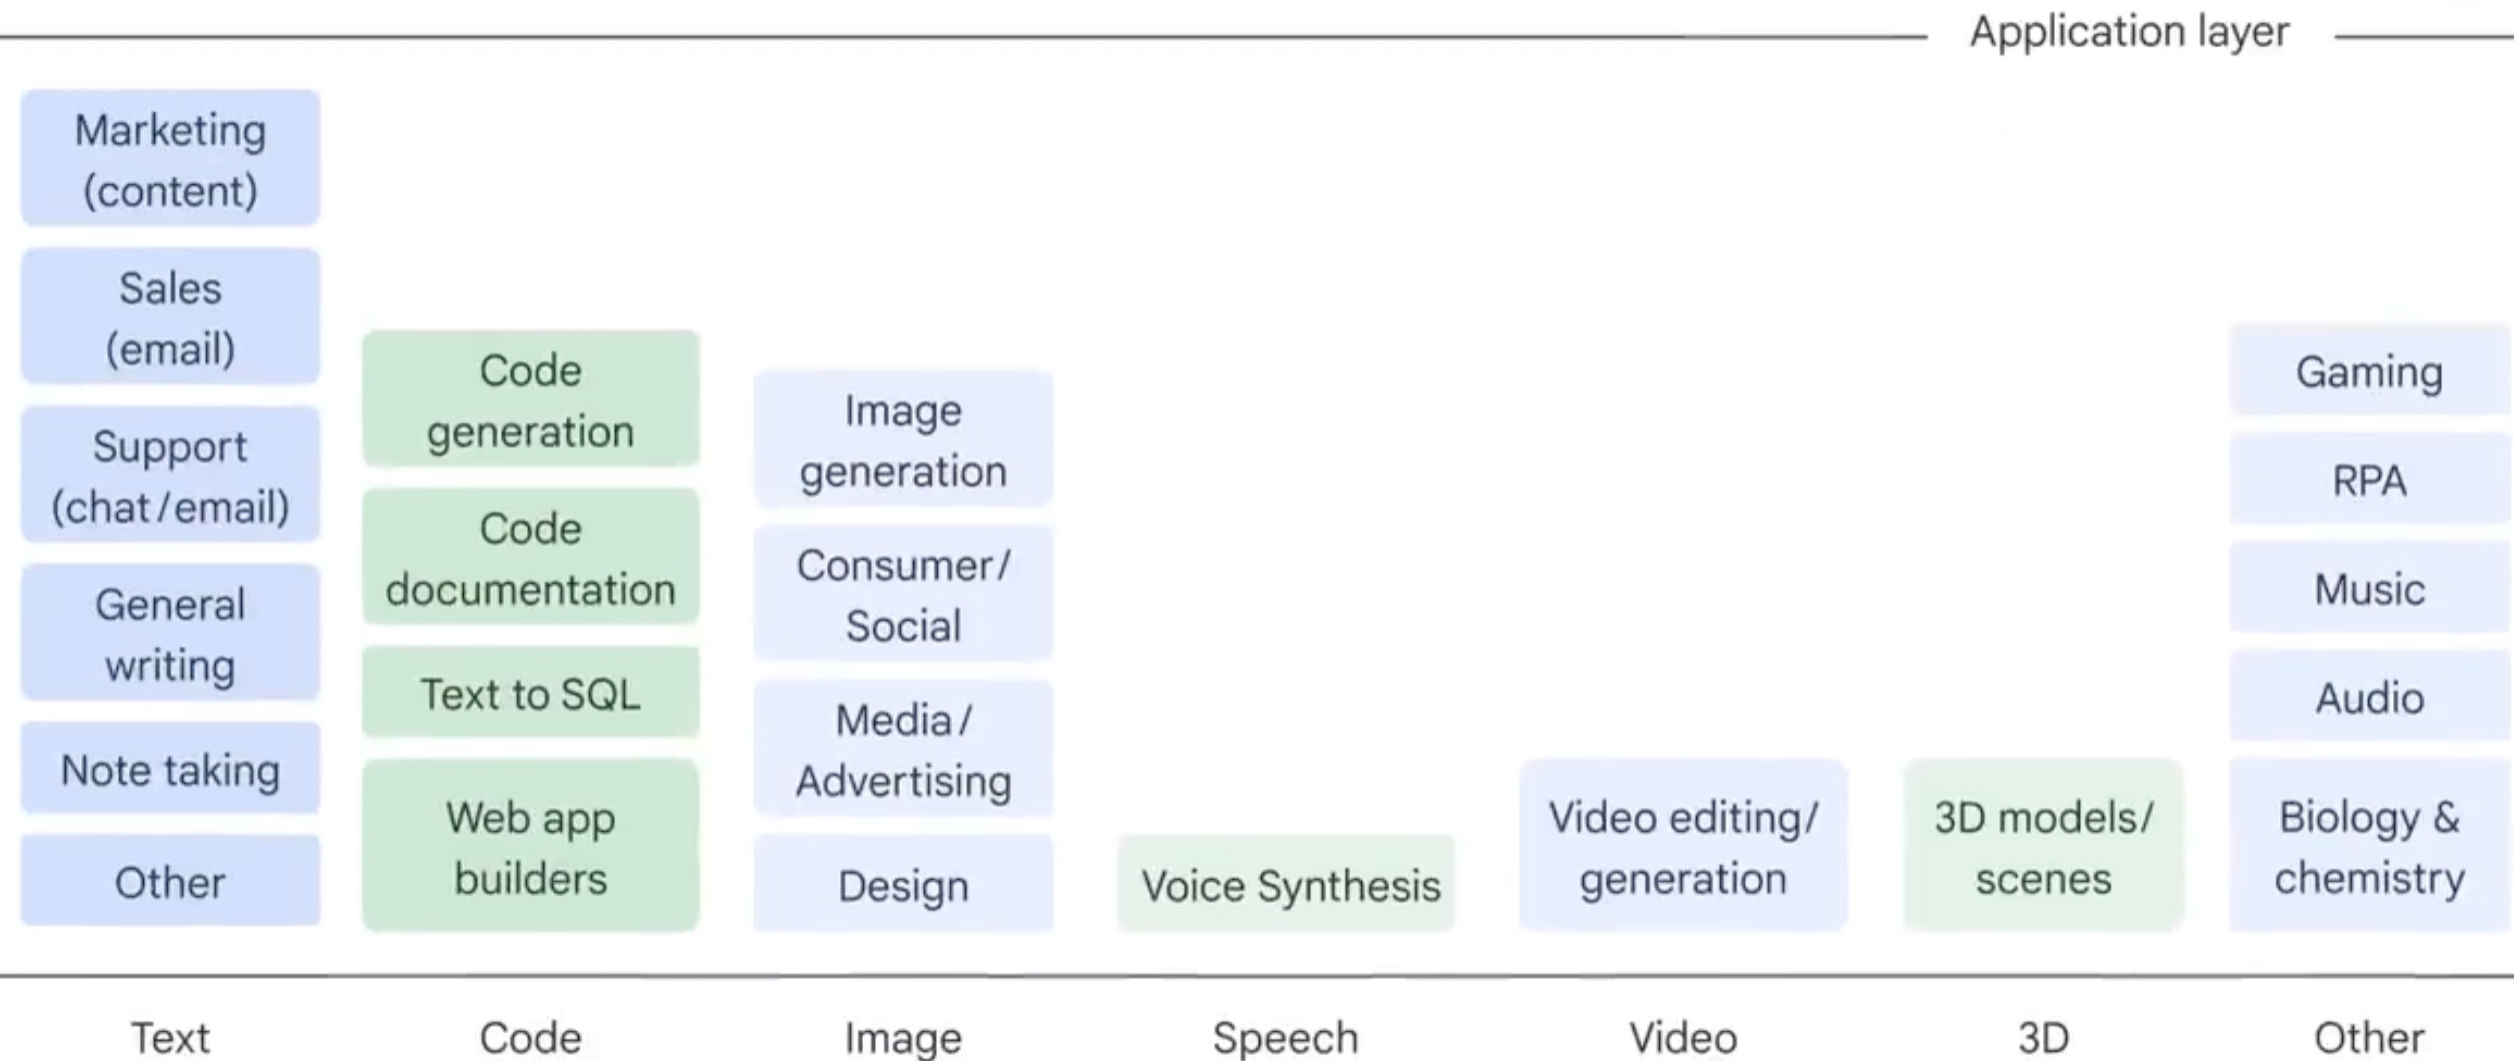 Application layer
Marketing
(content)
Sales
(email)
Support
(chat/email)
General
writing
Note taking
Other
Code
generation
Code
documentation
Text to SQL
Web app
builders
Image
generation
Consumer/
Social
Media/
Advertising
Design
Voice Synthesis
Video editing/
generation
3D models/
scenes
Gaming
RPA
Music
Audio
Biology &
chemistry
Text
Code
Image
Speech
Video
3D
Other